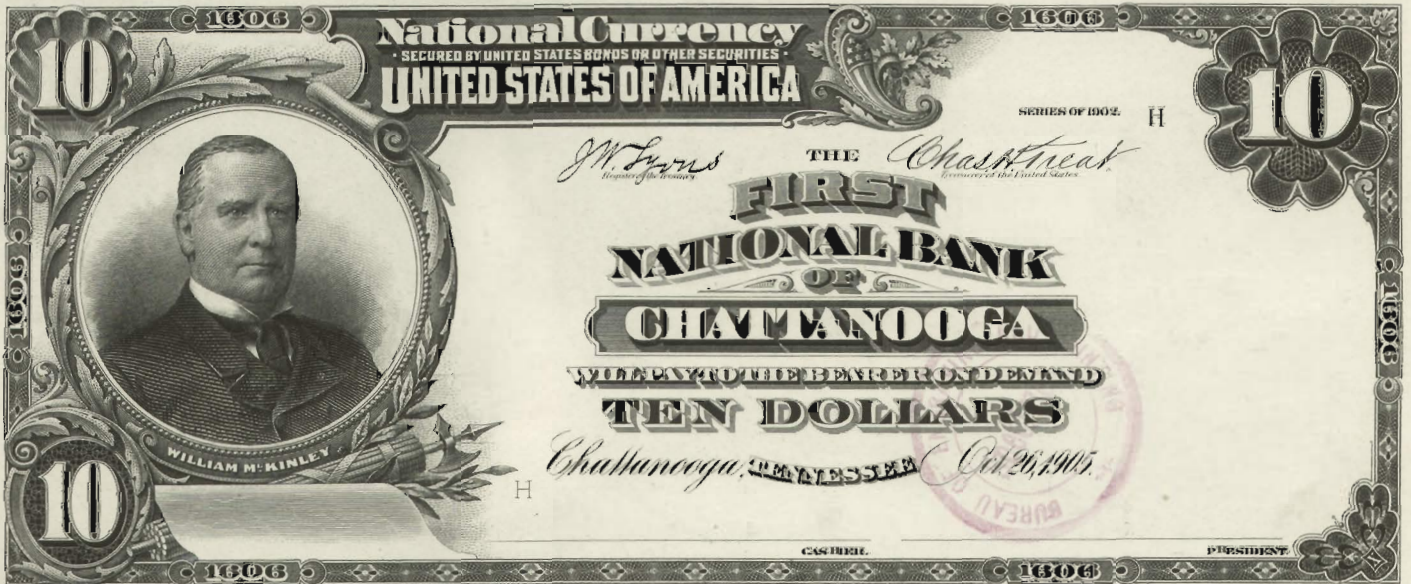 1606 1606
10 National Currency 10
· SECURED BY UNITED STATES BONDS OR OTHER SECURITIES ·
UNITED STATES OF AMERICA
SERIES OF 1902. H
J.W. Lyons THE Chas H Treat
Register of the Treasury. Treasurer of the United States.
FIRST
NATIONAL BANK
OF
1606 CHATTANOOGA 1606
WILL PAY TO THE BEARER ON DEMAND
TEN DOLLARS
WILLIAM McKINLEY
Chattanooga, TENNESSEE Oct. 26, 1905.
10 H
BUREAU
CASHIER. PRESIDENT.
1606 1606